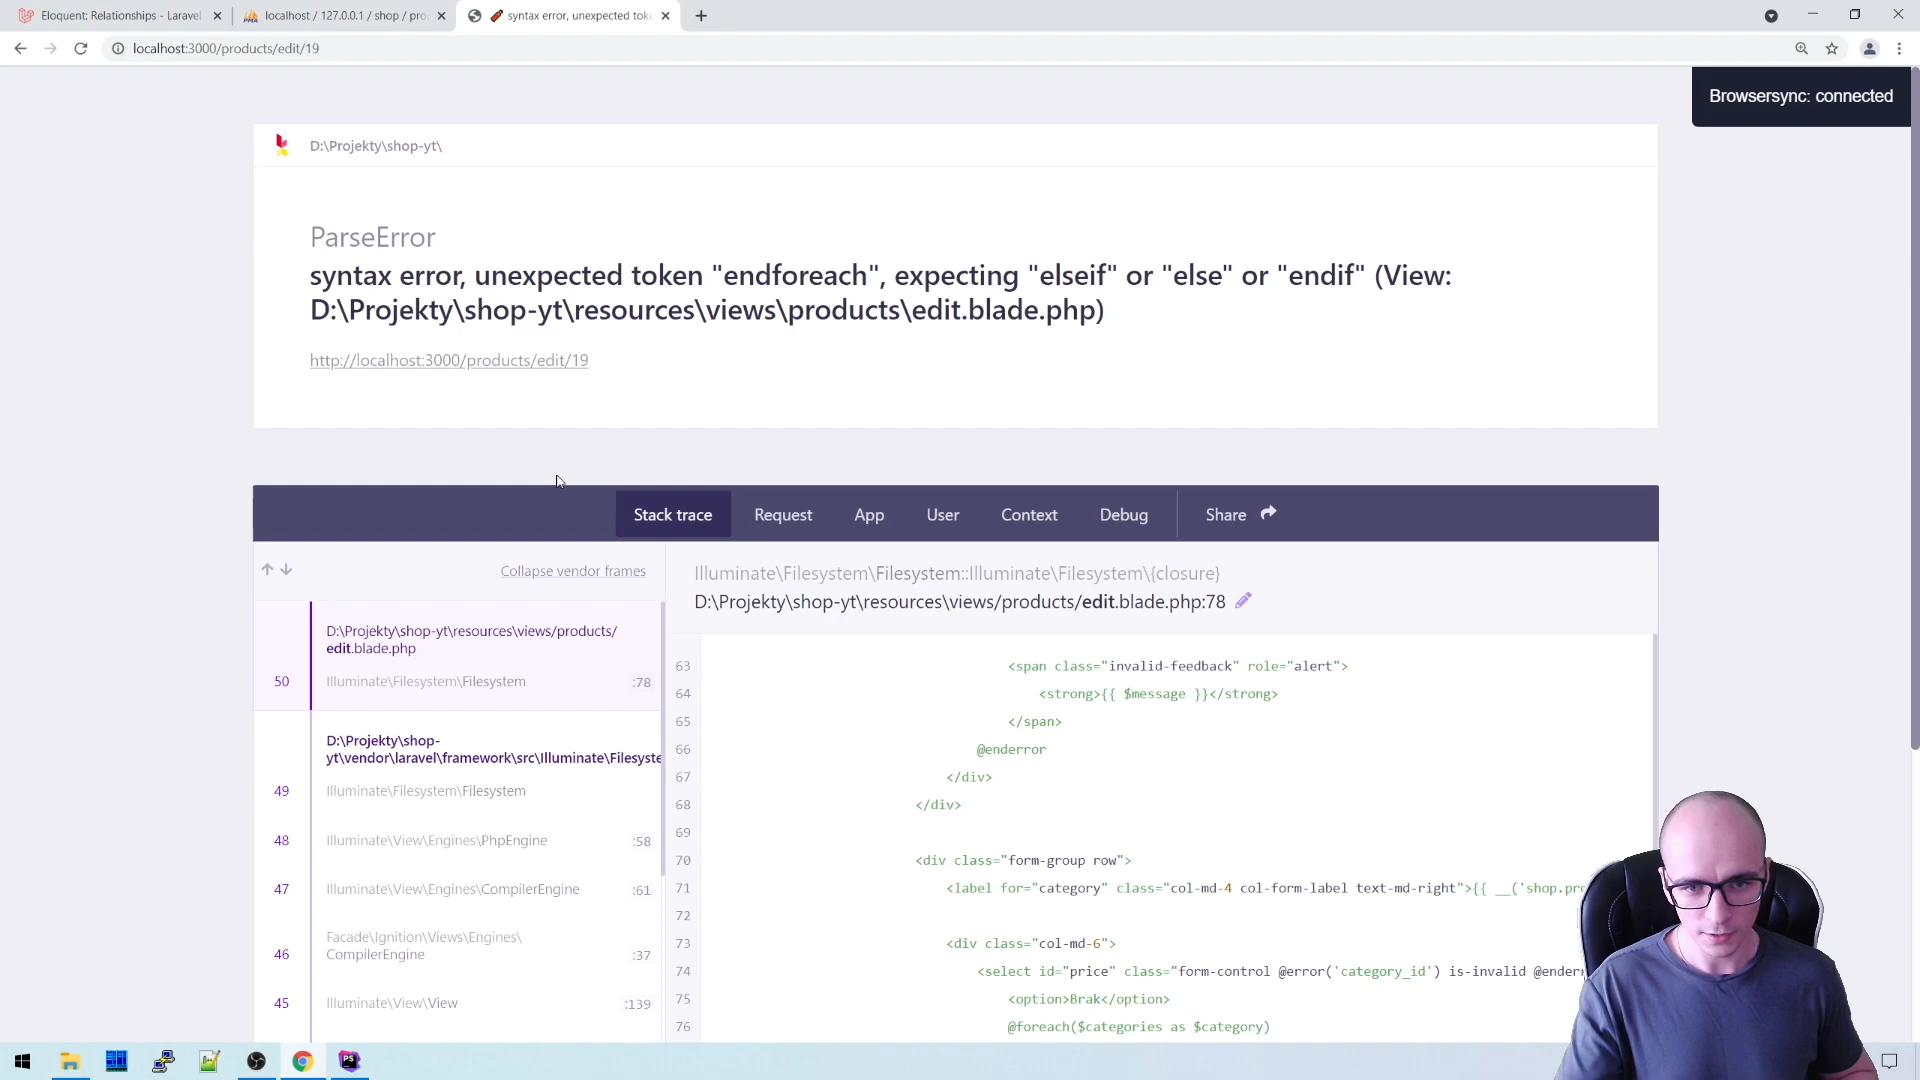 Eloquent: Relationships - Laravel
localhost / 127.0.0.1 / shop / pro
syntax error, unexpected tok
localhost:3000/products/edit/19
Browsersync: connected
D:\Projekty\shop-yt\
ParseError
syntax error, unexpected token "endforeach", expecting "elseif" or "else" or "endif" (View:
D:\Projekty\shop-yt\resources\views\products\edit.blade.php)
http://localhost:3000/products/edit/19
Stack trace
Request
App
User
Context
Debug
Share
Collapse vendor frames
D:\Projekty\shop-yt\resources\views/products/
edit.blade.php
50 Illuminate\Filesystem\Filesystem :78
D:\Projekty\shop-
yt\vendor\laravel\framework\src\Illuminate\Filesyste
49 Illuminate\Filesystem\Filesystem
48 Illuminate\View\Engines\PhpEngine :58
47 Illuminate\View\Engines\CompilerEngine :61
Facade\Ignition\Views\Engines\
46 CompilerEngine :37
45 Illuminate\View\View :139
Illuminate\Filesystem\Filesystem::Illuminate\Filesystem\{closure}
D:\Projekty\shop-yt\resources\views/products/edit.blade.php:78
63 <span class="invalid-feedback" role="alert">
64 <strong>{{ $message }}</strong>
65 </span>
66 @enderror
67 </div>
68 </div>
69
70 <div class="form-group row">
71 <label for="category" class="col-md-4 col-form-label text-md-right">{{ __('shop.pro
72
73 <div class="col-md-6">
74 <select id="price" class="form-control @error('category_id') is-invalid @enderr
75 <option>Brak</option>
76 @foreach($categories as $category)
PS